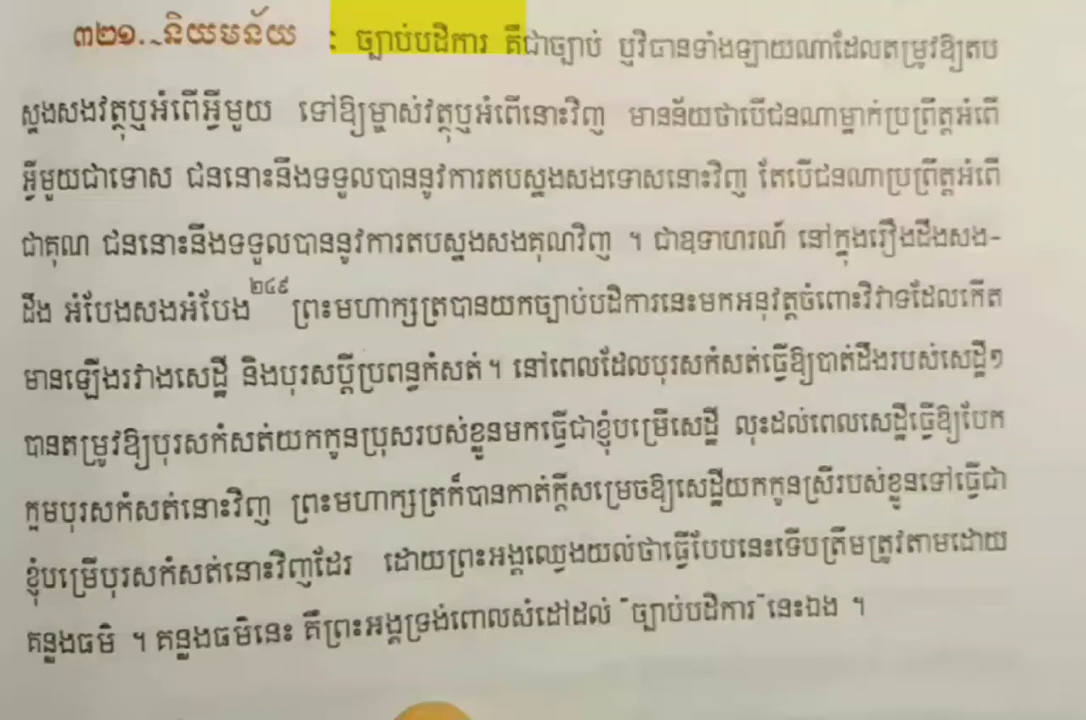 ៣២១._និយមន័យ : ច្បាប់បដិការ គឺជាច្បាប់ ឬវិធានទាំងឡាយណាដែលតម្រូវឱ្យតប
ស្នងសងវត្ថុឬអំពើអ្វីមួយ ទៅឱ្យម្ចាស់វត្ថុឬអំពើនោះវិញ មានន័យថាបើជនណាម្នាក់ប្រព្រឹត្តអំពើ
អ្វីមួយជាទោស ជននោះនឹងទទួលបាននូវការតបស្នងសងទោសនោះវិញ តែបើជនណាប្រព្រឹត្តអំពើ
ជាគុណ ជននោះនឹងទទួលបាននូវការតបស្នងសងគុណវិញ ។ ជាឧទាហរណ៍ នៅក្នុងរឿងដឹងសង-
ដឹង អំបែងសងអំបែង២៤៩ ព្រះមហាក្សត្របានយកច្បាប់បដិការនេះមកអនុវត្តចំពោះវិវាទដែលកើត
មានឡើងរវាងសេដ្ឋី និងបុរសប្តីប្រពន្ធកំសត់។ នៅពេលដែលបុរសកំសត់ធ្វើឱ្យបាត់ដឹងរបស់សេដ្ឋី១
បានតម្រូវឱ្យបុរសកំសត់យកកូនប្រុសរបស់ខ្លួនមកធ្វើជាខ្ញុំបម្រើសេដ្ឋី លុះដល់ពេលសេដ្ឋីធ្វើឱ្យបែក
ក្អមបុរសកំសត់នោះវិញ ព្រះមហាក្សត្រក៏បានកាត់ក្តីសម្រេចឱ្យសេដ្ឋីយកកូនស្រីរបស់ខ្លួនទៅធ្វើជា
ខ្ញុំបម្រើបុរសកំសត់នោះវិញដែរ ដោយព្រះអង្គឈ្វេងយល់ថាធ្វើបែបនេះទើបត្រឹមត្រូវតាមដោយ
គន្លងធម៌ ។ គន្លងធម៌នេះ គឺព្រះអង្គទ្រង់ពោលសំដៅដល់ "ច្បាប់បដិការ" នេះឯង ។